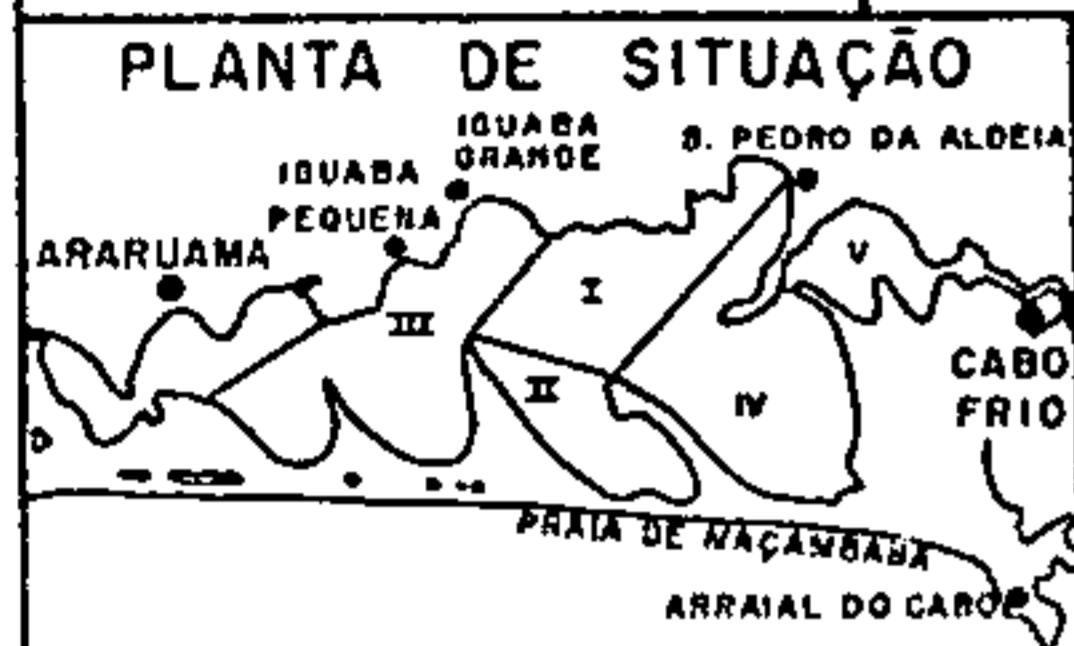 PLANTA DE SITUAÇÃO
IGUABA
GRANDE
S. PEDRO DA ALDEIA
IGUABA
PEQUENA
ARARUAMA
V
I
III
II
IV
CABO
FRIO
PRAIA DE MAÇAMBABA
ARRAIAL DO CABO